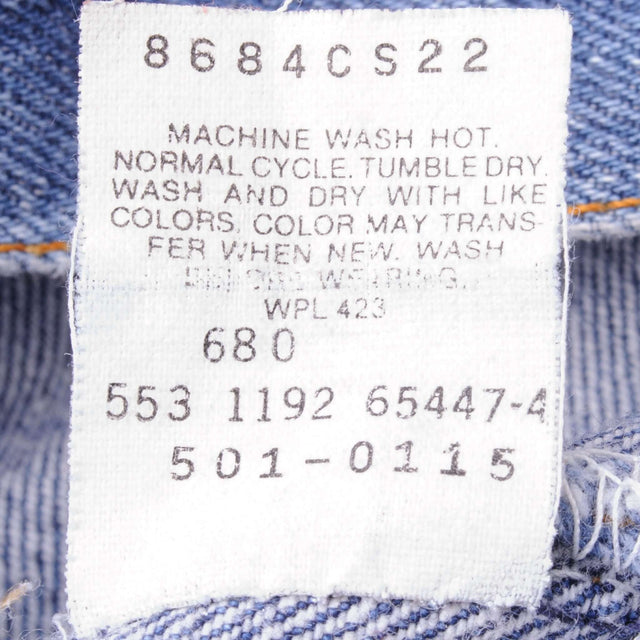 8684CS22
MACHINE WASH HOT.
NORMAL CYCLE. TUMBLE DRY.
WASH AND DRY WITH LIKE
COLORS. COLOR MAY TRANS
FER WHEN NEW. WASH
WPL 423
680
553 1192 65447-4
501-0115